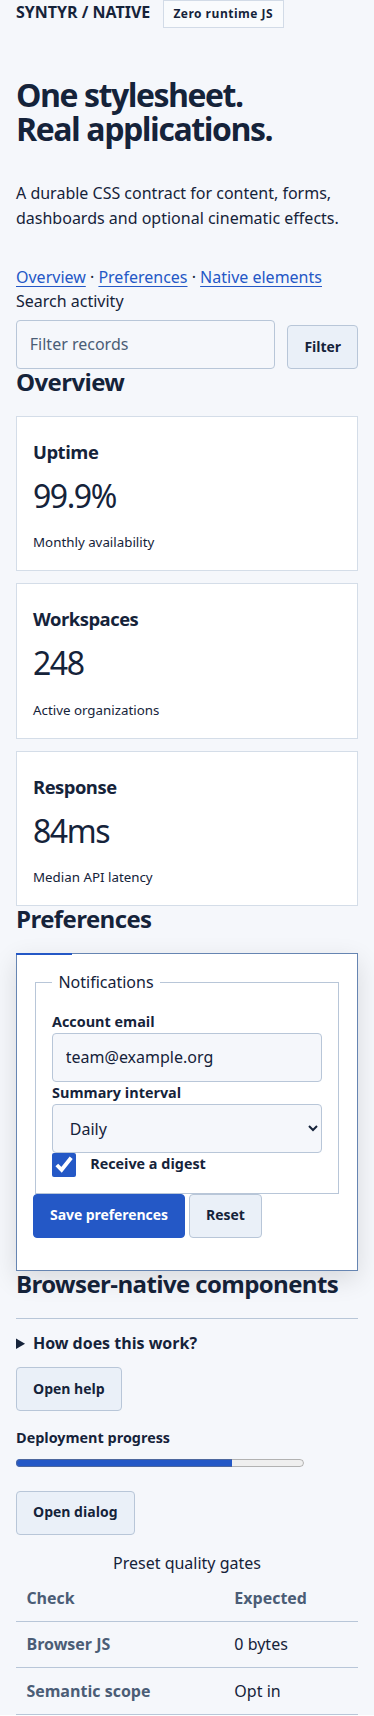 SYNTYR / NATIVE Zero runtime JS
One stylesheet.
Real applications.
A durable CSS contract for content, forms,
dashboards and optional cinematic effects.
Overview · Preferences · Native elements
Search activity
Filter records Filter
Overview
Uptime
99.9%
Monthly availability
Workspaces
248
Active organizations
Response
84ms
Median API latency
Preferences
Notifications
Account email
team@example.org
Summary interval
Daily
Receive a digest
Save preferences Reset
Browser-native components
How does this work?
Open help
Deployment progress
Open dialog
Preset quality gates
Check Expected
Browser JS 0 bytes
Semantic scope Opt in